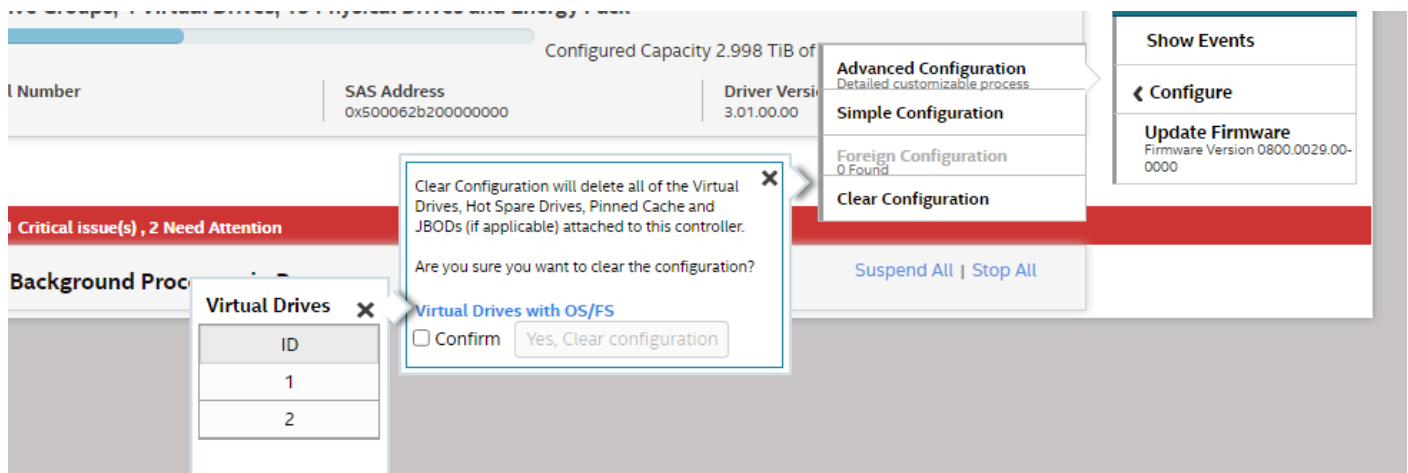 Configured Capacity 2.998 TiB of
l Number
SAS Address
0x500062b200000000
Driver Versi
3.01.00.00
Advanced Configuration
Detailed customizable process
Simple Configuration
Foreign Configuration
0 Found
Clear Configuration
Show Events
Configure
Update Firmware
Firmware Version 0800.0029.00-
0000
Clear Configuration will delete all of the Virtual
Drives, Hot Spare Drives, Pinned Cache and
JBODs (if applicable) attached to this controller.
Are you sure you want to clear the configuration?
Virtual Drives with OS/FS
Confirm
Yes, Clear configuration
1 Critical issue(s) , 2 Need Attention
Background Proc
Suspend All | Stop All
Virtual Drives
ID
1
2